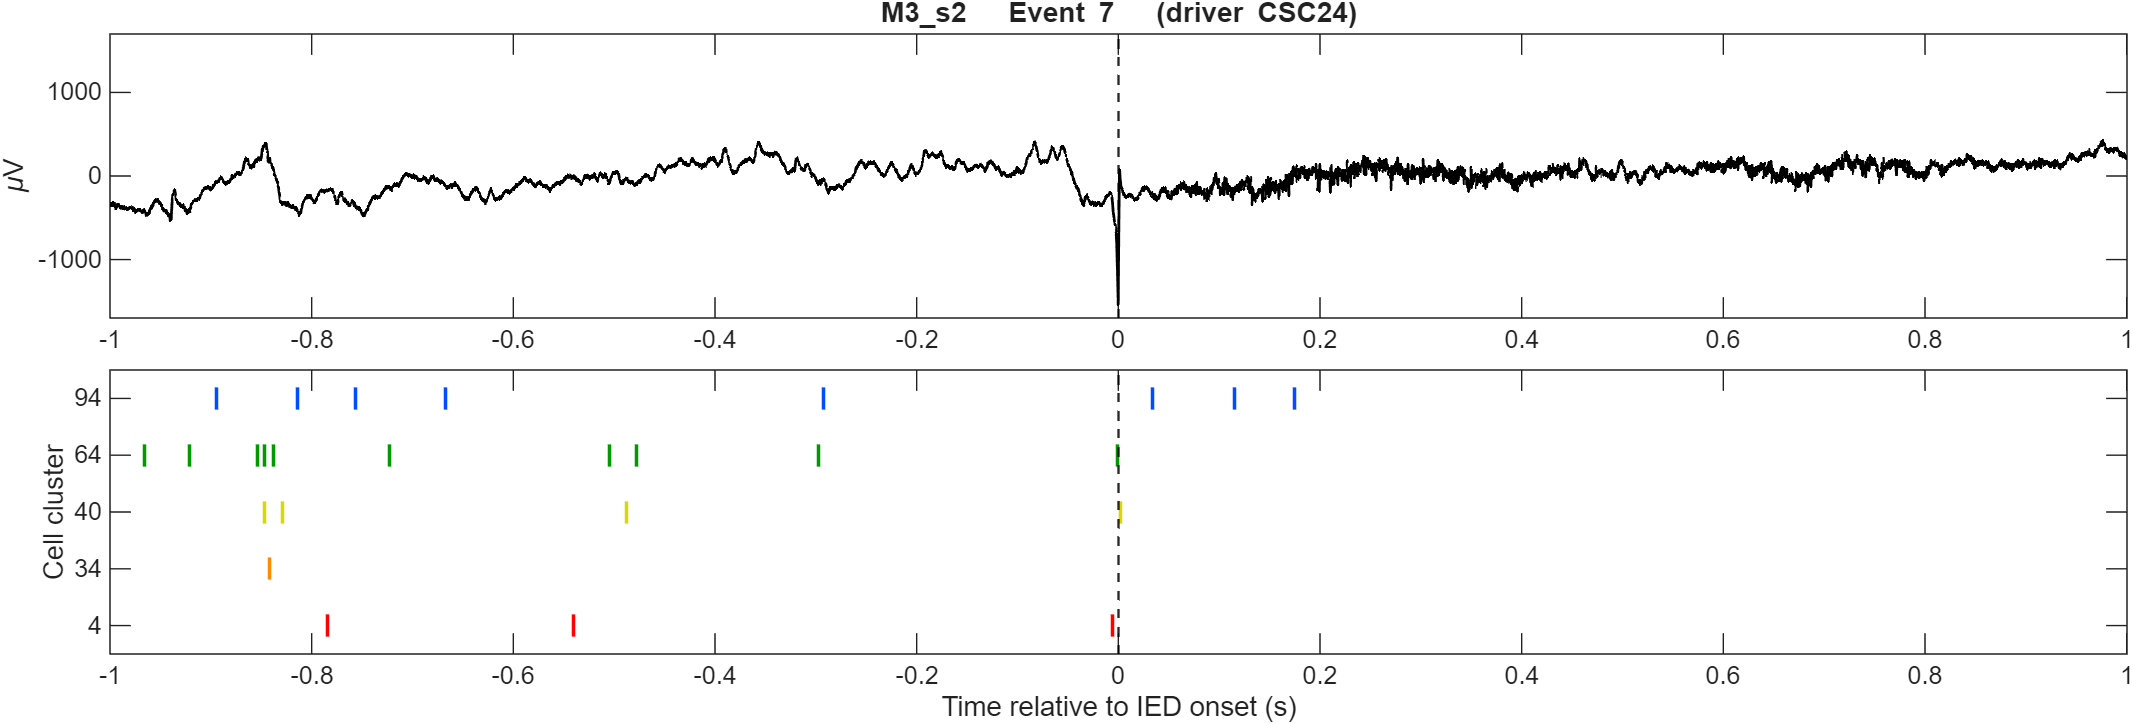 M3_s2 Event 7 (driver CSC24)
1000
0
-1000
µV
-1 -0.8 -0.6 -0.4 -0.2 0 0.2 0.4 0.6 0.8 1
94
64
40
34
4
Cell cluster
-1 -0.8 -0.6 -0.4 -0.2 0 0.2 0.4 0.6 0.8 1
Time relative to IED onset (s)